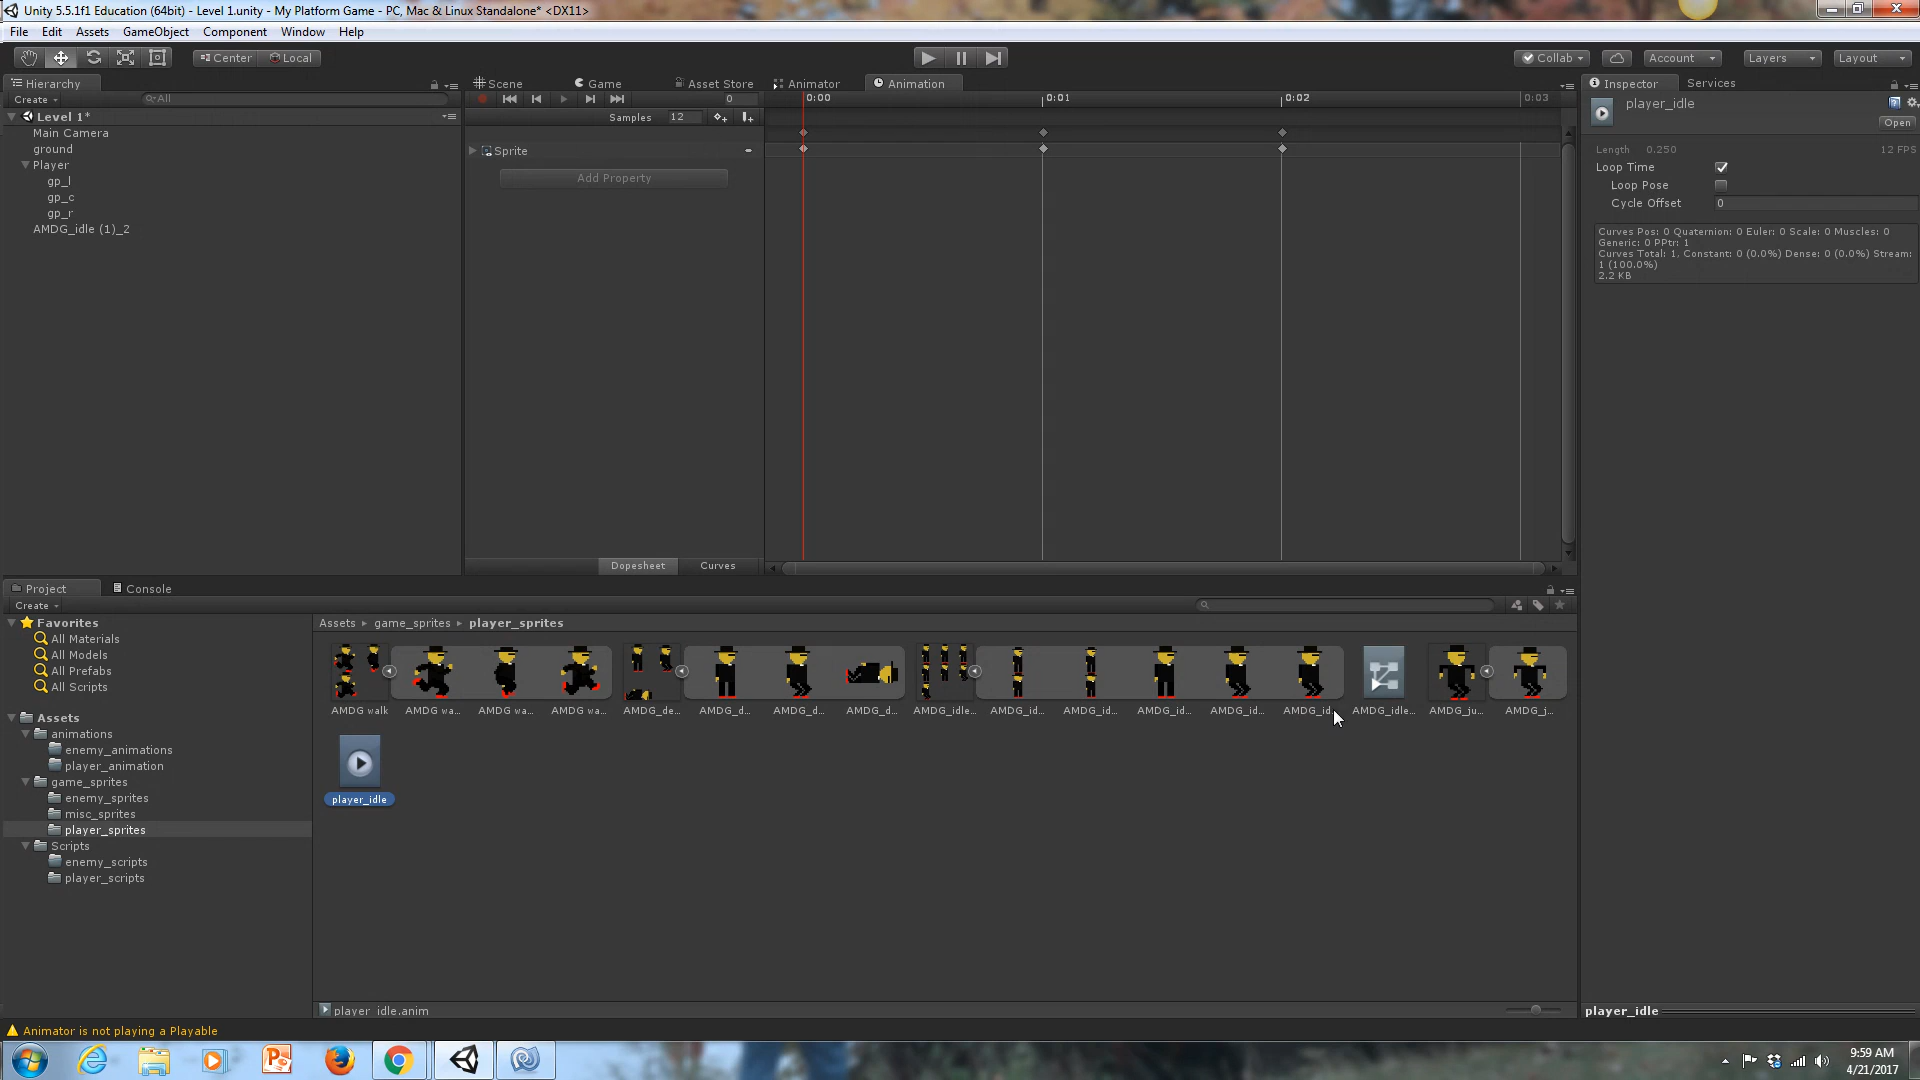 Unity 5.5.1f1 Education (64bit) - Level 1.unity - My Platform Game - PC, Mac & Linux Standalone* <DX11>
File Edit Assets GameObject Component Window Help
Center Local Collab Account Layers Layout
Hierarchy
Create All
Level 1*
Main Camera
ground
Player
gp_l
gp_c
gp_r
AMDG_idle (1)_2
Scene Game Asset Store Animator Animation
0 0:00 0:01 0:02 0:03
Samples 12
Sprite
Add Property
Dopesheet Curves
Inspector Services
player_idle
Open
Length 0.250 12 FPS
Loop Time
Loop Pose
Cycle Offset 0
Curves Pos: 0 Quaternion: 0 Euler: 0 Scale: 0 Muscles: 0
Generic: 0 PPtr: 1
Curves Total: 1, Constant: 0 (0.0%) Dense: 0 (0.0%) Stream:
1 (100.0%)
2.2 KB
Project Console
Create
Favorites
All Materials
All Models
All Prefabs
All Scripts
Assets
animations
enemy_animations
player_animation
game_sprites
enemy_sprites
misc_sprites
player_sprites
Scripts
enemy_scripts
player_scripts
Assets game_sprites player_sprites
AMDG walk AMDG wa... AMDG wa... AMDG wa... AMDG_de... AMDG_d... AMDG_d... AMDG_d... AMDG_idle... AMDG_id... AMDG_id... AMDG_id... AMDG_id... AMDG_id AMDG_idle... AMDG_ju... AMDG_j...
player_idle
player_idle.anim
player_idle
Animator is not playing a Playable
9:59 AM
4/21/2017